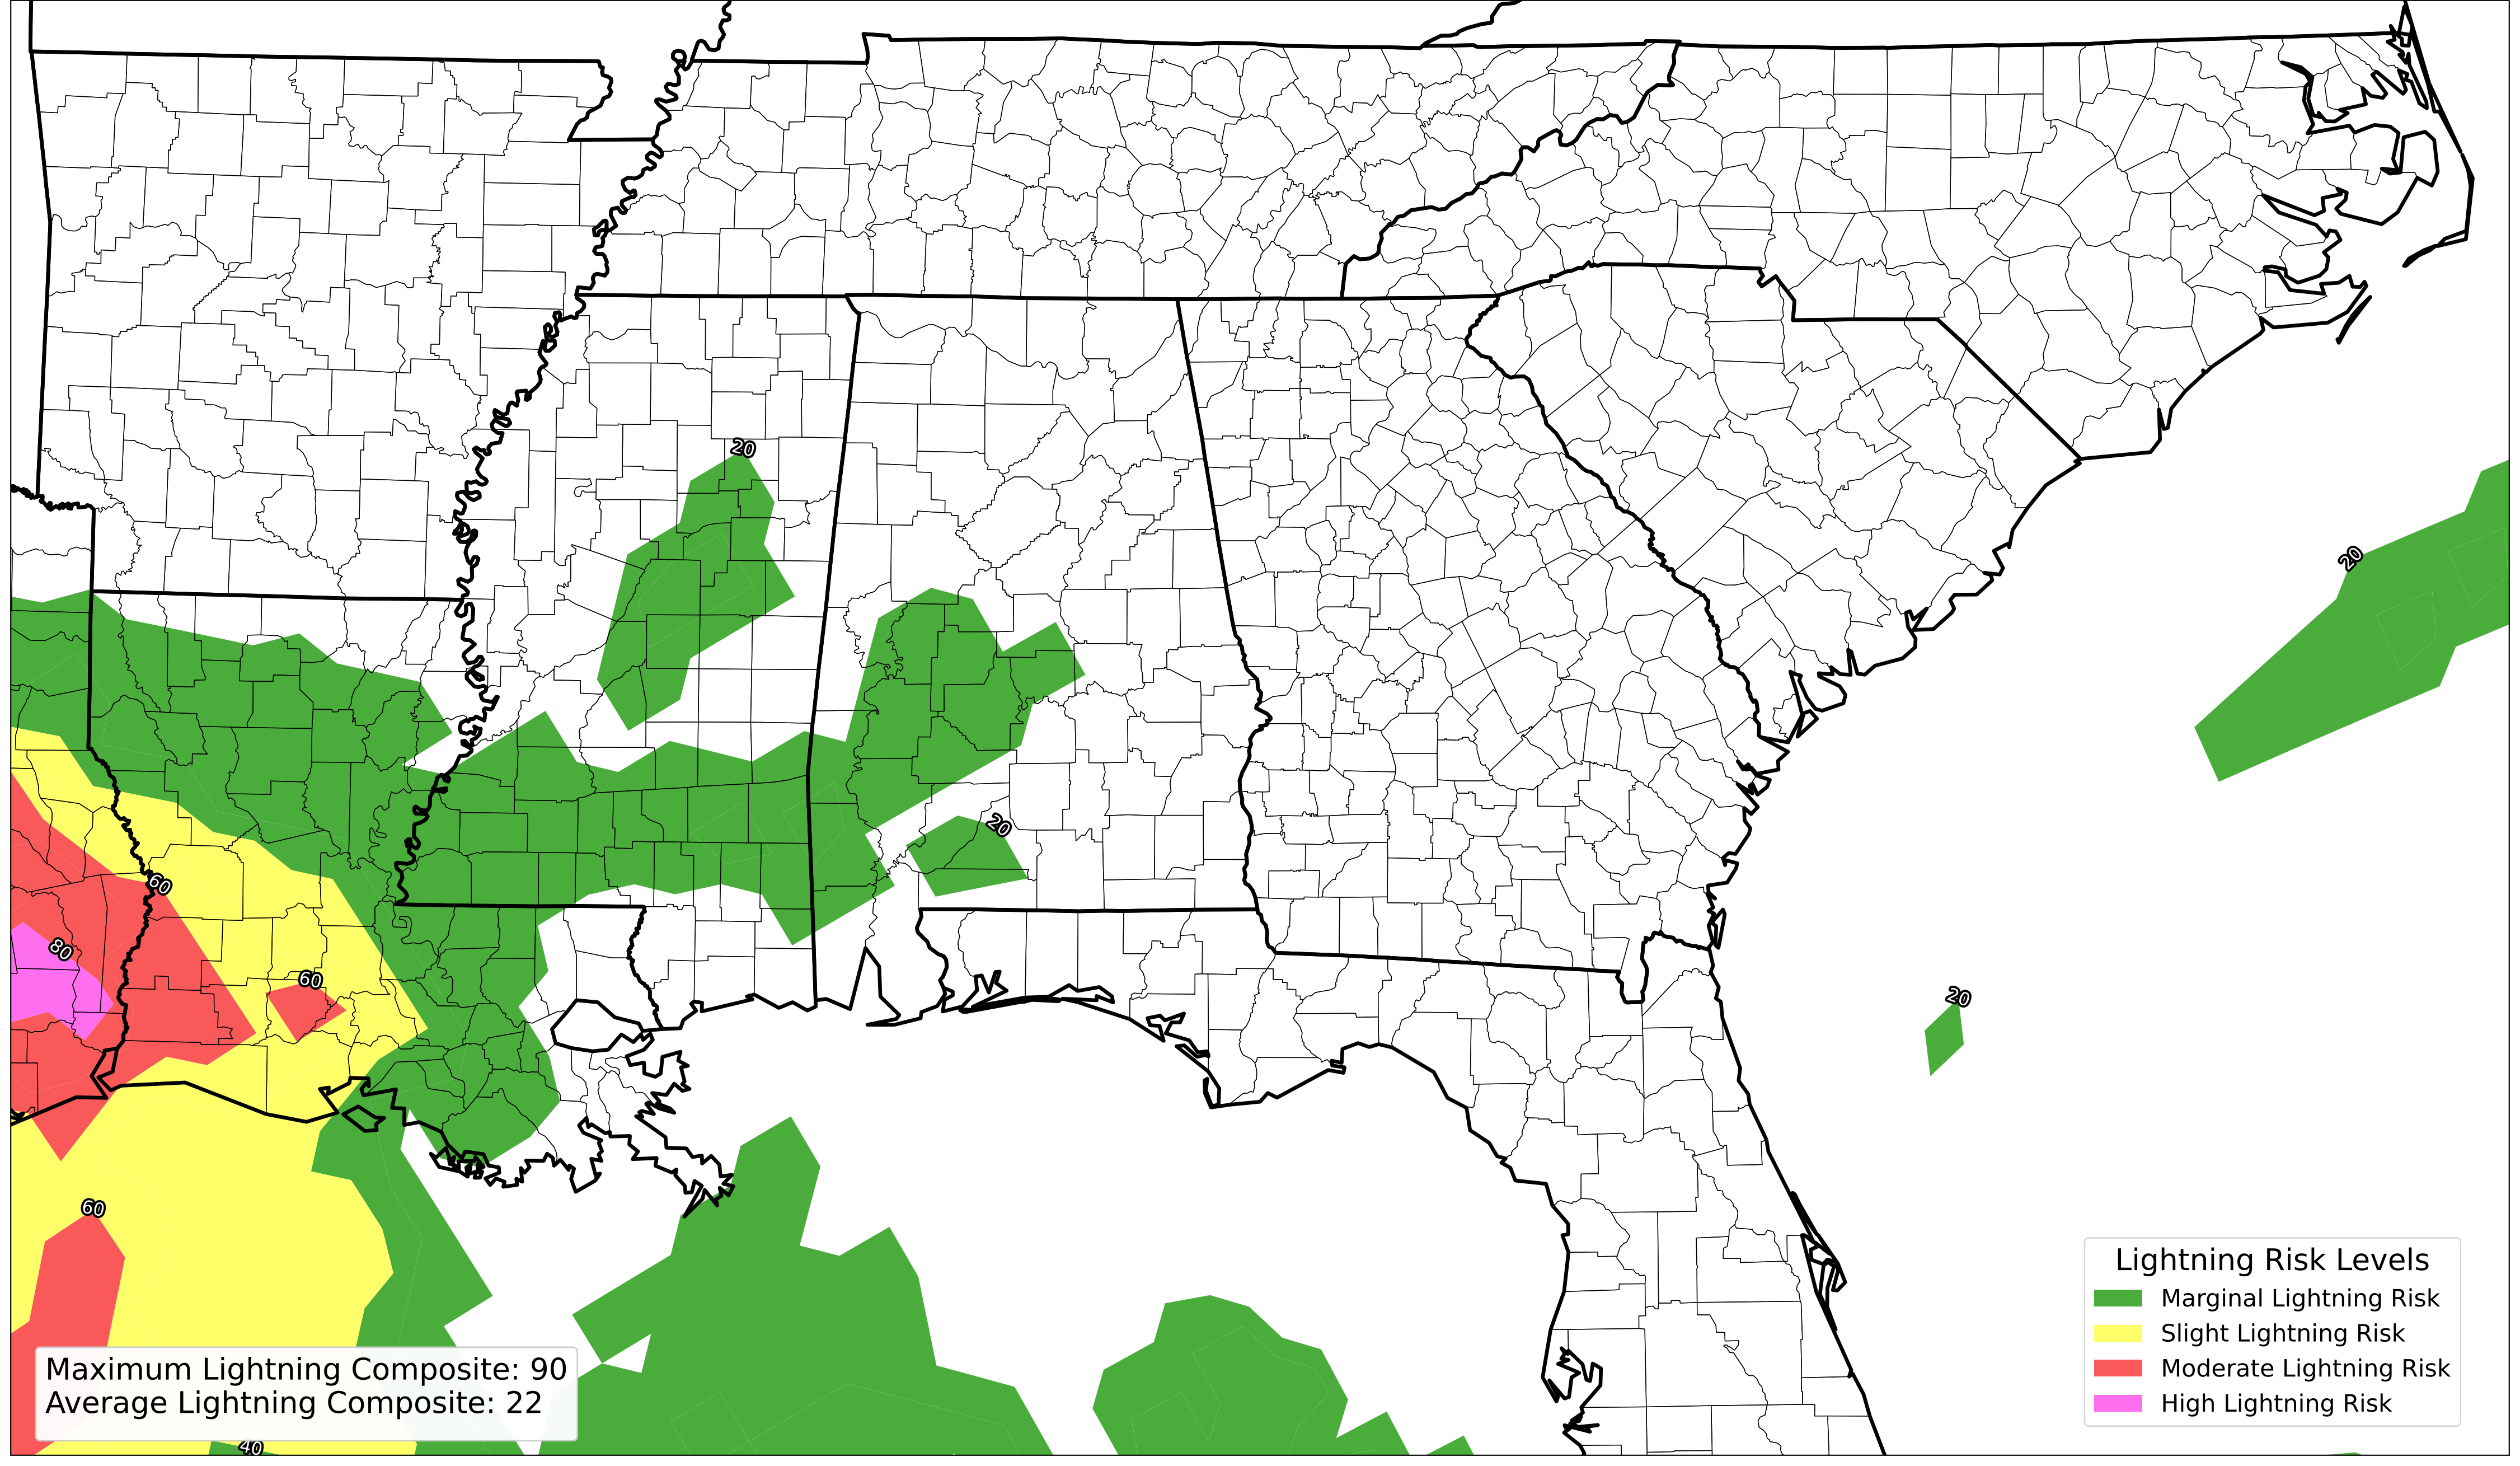 20
20
20
60
80
60
20
60
Lightning Risk Levels
Marginal Lightning Risk
Slight Lightning Risk
Moderate Lightning Risk
High Lightning Risk
Maximum Lightning Composite: 90
Average Lightning Composite: 22
40